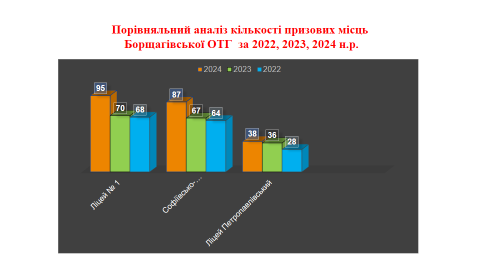 Порівняльний аналіз кількості призових місць
Борщагівської ОТГ за 2022, 2023, 2024 н.р.
2024 2023 2022
95 70 68
87 67 64
38 36 28
Ліцей № 1
Софіївсько-...
Ліцей Петропавлівський